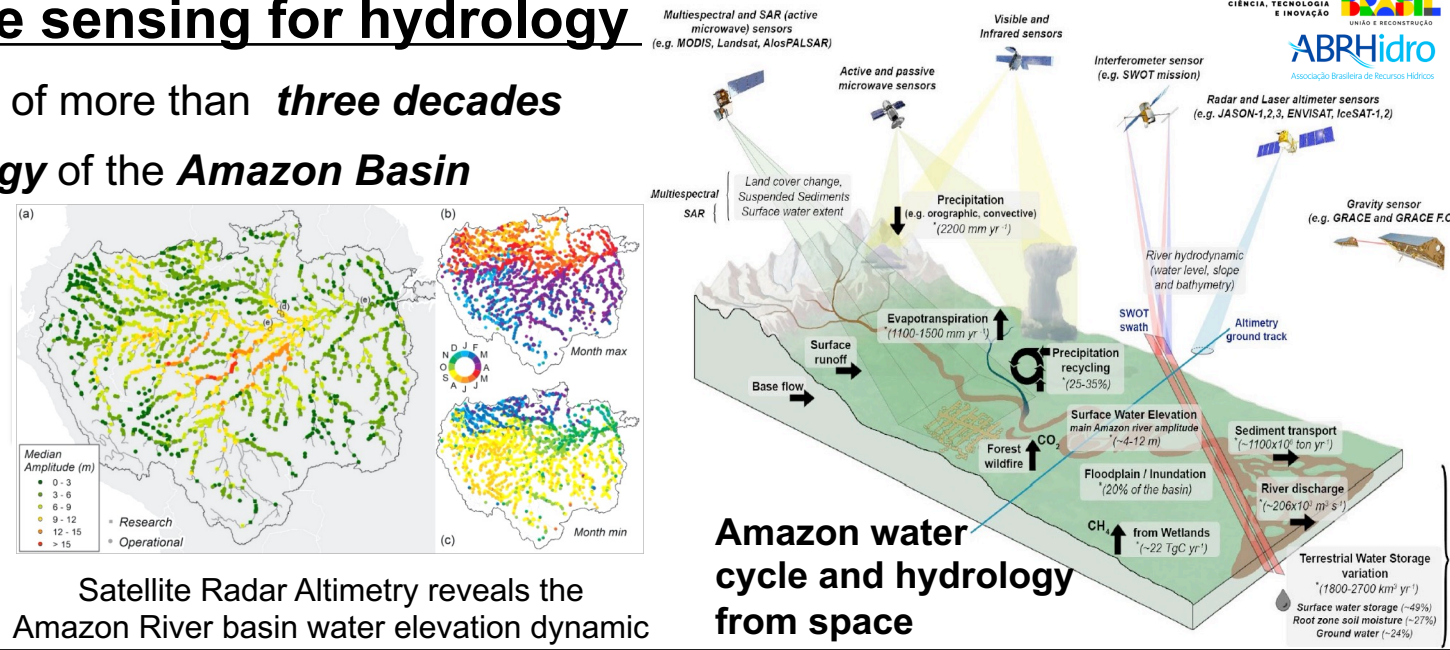 e sensing for hydrology
of more than three decades
gy of the Amazon Basin
CIÊNCIA, TECNOLOGIA
E INOVAÇÃO
BRASIL
UNIÃO E RECONSTRUÇÃO
ABRHidro
Associação Brasileira de Recursos Hídricos
(a)
(d)
(e)
(e)
Median
Amplitude (m)
0 - 3
3 - 6
6 - 9
9 - 12
12 - 15
> 15
Research
Operational
(b)
Month max
D J F
N M
O A
S M
A J J
Month min
(c)
Satellite Radar Altimetry reveals the
Amazon River basin water elevation dynamic
Multiespectral and SAR (active
microwave) sensors
(e.g. MODIS, Landsat, AlosPALSAR)
Active and passive
microwave sensors
Visible and
Infrared sensors
Interferometer sensor
(e.g. SWOT mission)
Radar and Laser altimeter sensors
(e.g. JASON-1,2,3, ENVISAT, IceSAT-1,2)
Gravity sensor
(e.g. GRACE and GRACE F.O
Multiespectral
SAR
Land cover change,
Suspended Sediments
Surface water extent
Precipitation
(e.g. orographic, convective)
*(2200 mm yr⁻¹)
River hydrodynamic
(water level, slope
and bathymetry)
SWOT
swath
Altimetry
ground track
Evapotranspiration
*(1100-1500 mm yr⁻¹)
Surface
runoff
Base flow
Precipitation
recycling
*(25-35%)
Surface Water Elevation
main Amazon river amplitude
*(~4-12 m)
Forest
wildfire
CO₂
Sediment transport
*(~1100x10⁶ ton yr⁻¹)
Floodplain / Inundation
*(20% of the basin)
River discharge
*(~206x10³ m³ s⁻¹)
CH₄
from Wetlands
*(~22 TgC yr⁻¹)
Terrestrial Water Storage
variation
*(1800-2700 km³ yr⁻¹)
Surface water storage (~49%)
Root zone soil moisture (~27%)
Ground water (~24%)
Amazon water
cycle and hydrology
from space